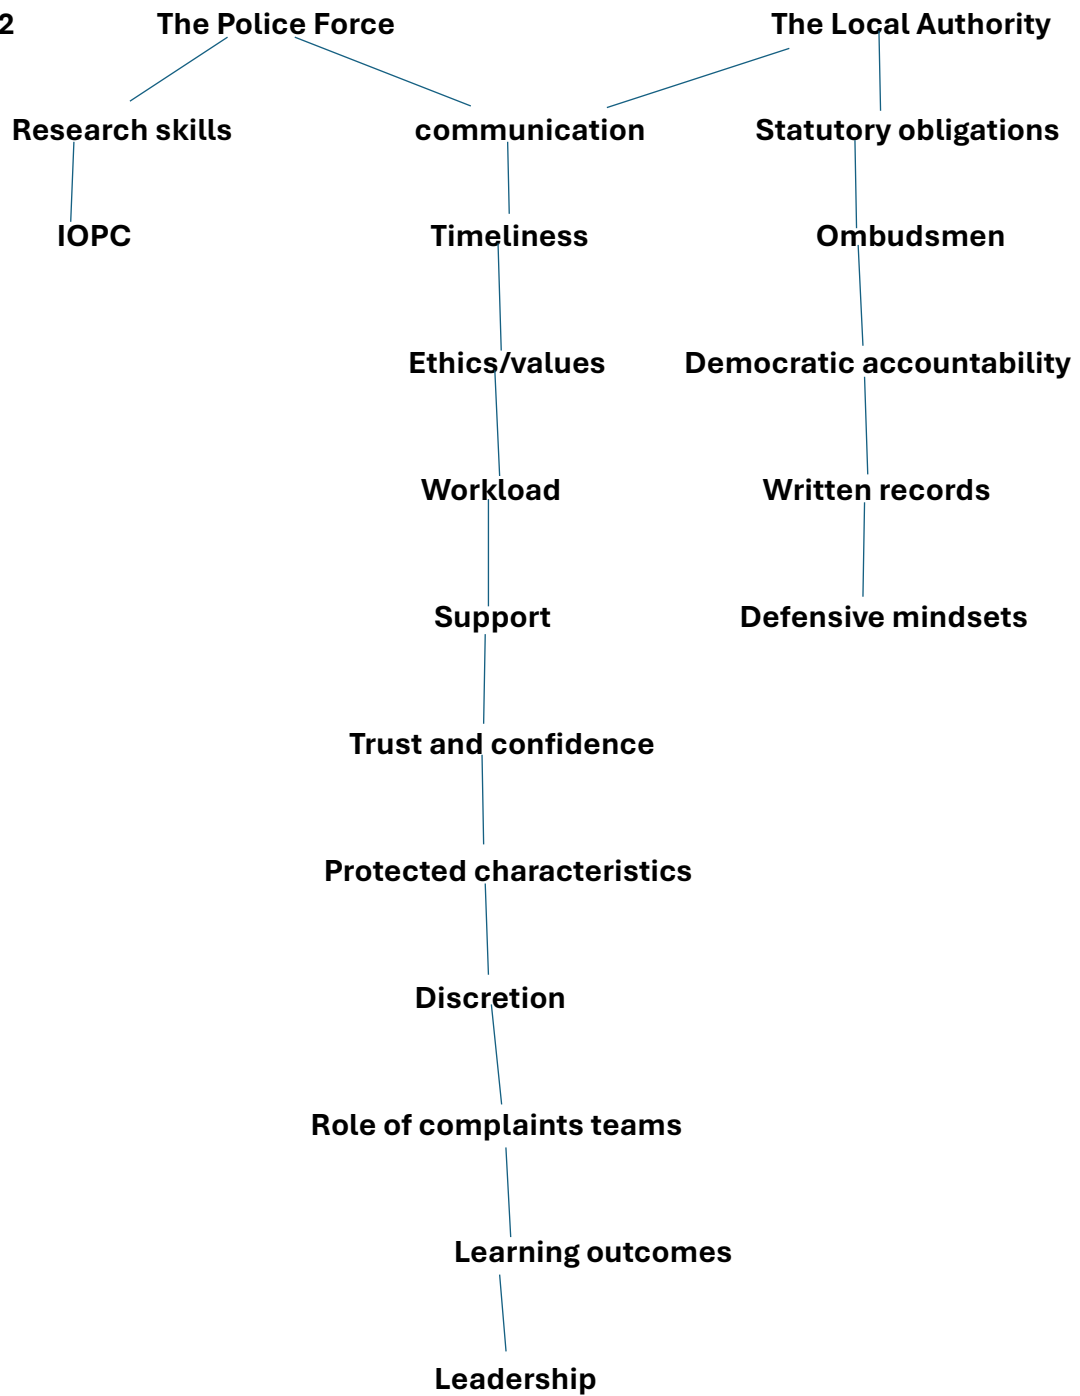 2 The Police Force The Local Authority
Research skills communication Statutory obligations
IOPC Timeliness Ombudsmen
Ethics/values Democratic accountability
Workload Written records
Support Defensive mindsets
Trust and confidence
Protected characteristics
Discretion
Role of complaints teams
Learning outcomes
Leadership